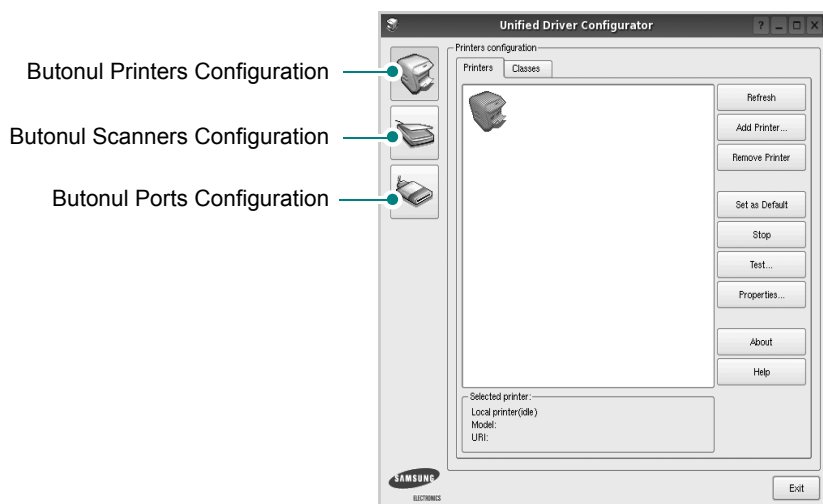 Unified Driver Configurator
Butonul Printers Configuration
Butonul Scanners Configuration
Butonul Ports Configuration
Printers configuration
Printers
Classes
Refresh
Add Printer...
Remove Printer
Set as Default
Stop
Test...
Properties...
About
Help
Selected printer:
Local printer(idle)
Model:
URI:
SAMSUNG
ELECTRONICS
Exit